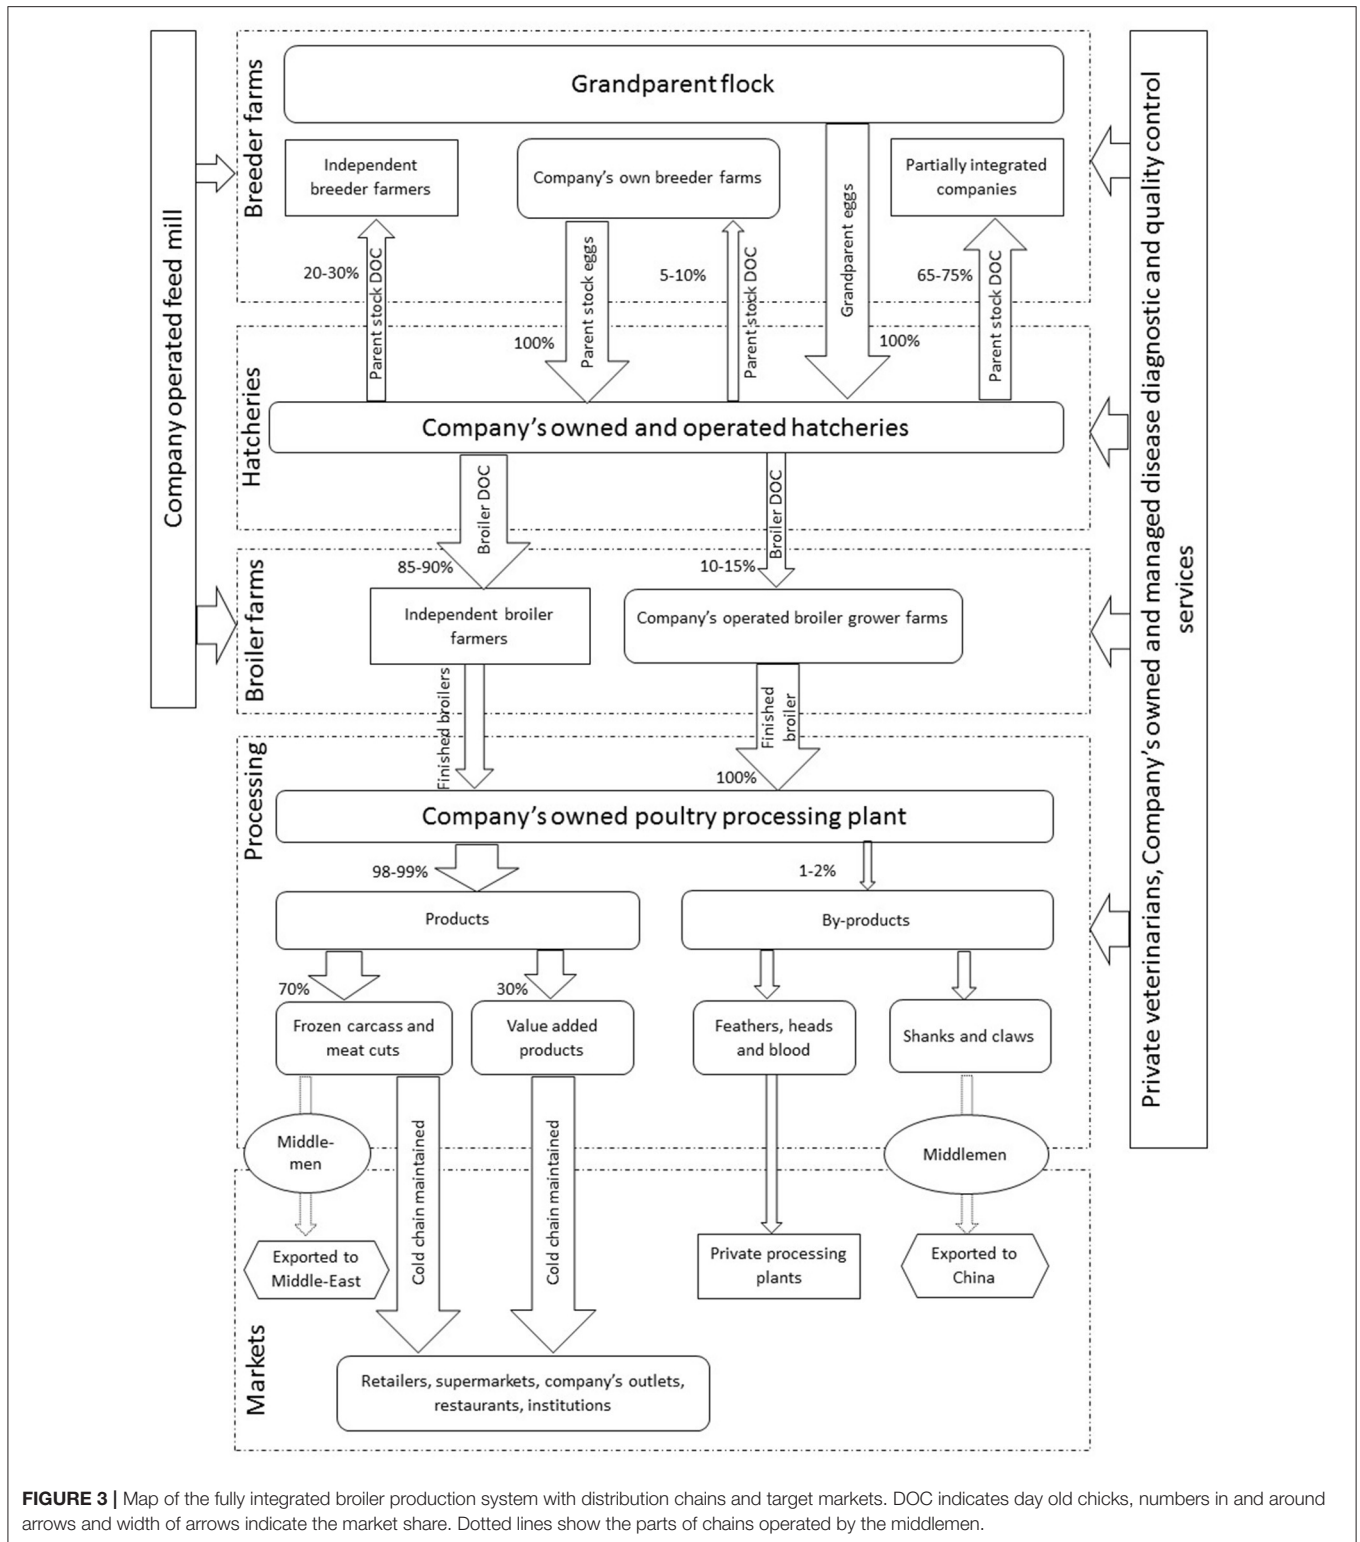 Company operated feed mill
Breeder farms
Grandparent flock
Independent
breeder farmers
Company's own breeder farms
Partially integrated
companies
20-30%
Parent stock DOC
100%
Parent stock eggs
5-10%
Parent stock DOC
Grandparent eggs
100%
65-75%
Parent stock DOC
Hatcheries
Company's owned and operated hatcheries
Broiler DOC
85-90%
Broiler DOC
10-15%
Broiler farms
Independent broiler
farmers
Company's operated broiler grower farms
Finished broilers
Finished
broiler
100%
Processing
Company's owned poultry processing plant
98-99%
1-2%
Products
By-products
70%
30%
Frozen carcass and
meat cuts
Value added
products
Feathers, heads
and blood
Shanks and claws
Middle-
men
Cold chain maintained
Cold chain maintained
Middlemen
Markets
Exported to
Middle-East
Private processing
plants
Exported to
China
Retailers, supermarkets, company's outlets,
restaurants, institutions
Private veterinarians, Company's owned and managed disease diagnostic and quality control
services
FIGURE 3 | Map of the fully integrated broiler production system with distribution chains and target markets. DOC indicates day old chicks, numbers in and around
arrows and width of arrows indicate the market share. Dotted lines show the parts of chains operated by the middlemen.